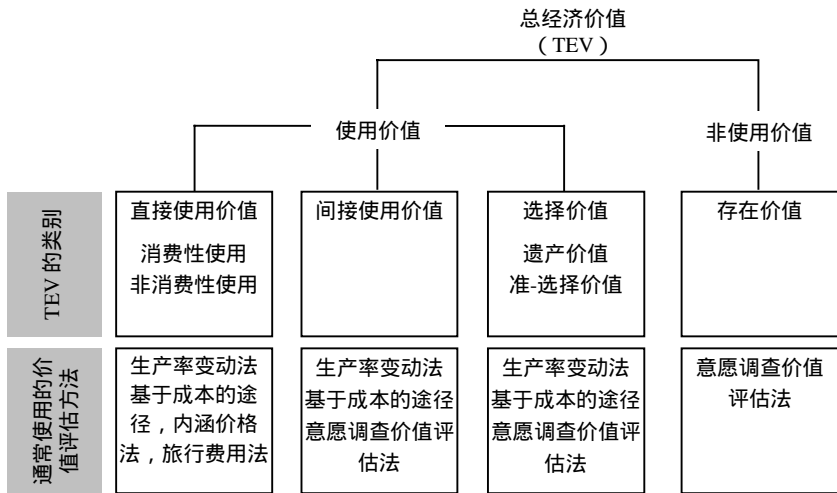 总经济价值
（TEV）
使用价值
非使用价值
TEV 的类别
直接使用价值
消费性使用
非消费性使用
间接使用价值
选择价值
遗产价值
准-选择价值
存在价值
通常使用的价
值评估方法
生产率变动法
基于成本的途
径，内涵价格
法，旅行费用法
生产率变动法
基于成本的途径
意愿调查价值评
估法
生产率变动法
基于成本的途径
意愿调查价值评
估法
意愿调查价值
评估法